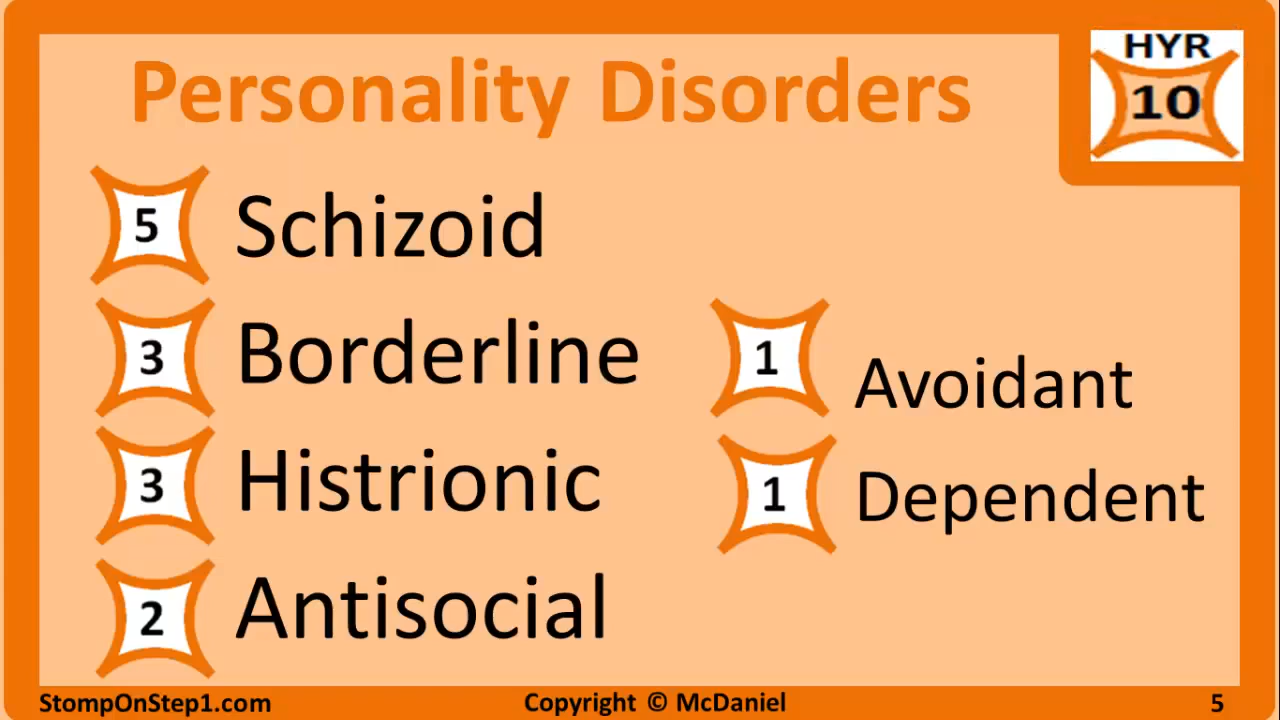 Personality Disorders
HYR
10
5 Schizoid
3 Borderline
3 Histrionic
2 Antisocial
1 Avoidant
1 Dependent
StompOnStep1.com Copyright © McDaniel 5